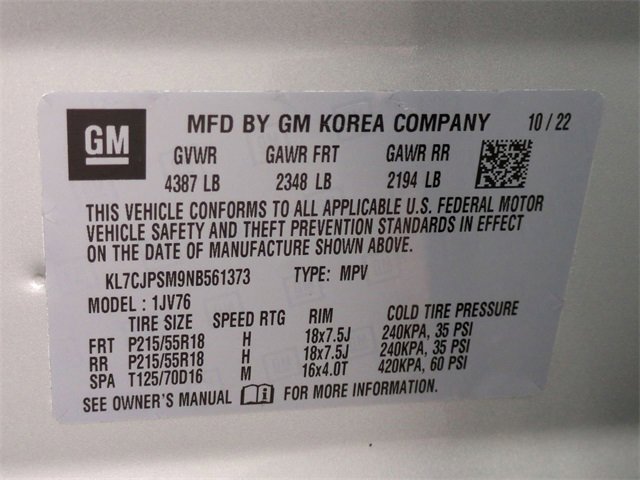 GM MFD BY GM KOREA COMPANY 10/22
GVWR GAWR FRT GAWR RR
4387 LB 2348 LB 2194 LB
THIS VEHICLE CONFORMS TO ALL APPLICABLE U.S. FEDERAL MOTOR
VEHICLE SAFETY AND THEFT PREVENTION STANDARDS IN EFFECT
ON THE DATE OF MANUFACTURE SHOWN ABOVE.
KL7CJPSM9NB561373 TYPE: MPV
MODEL : 1JV76
TIRE SIZE SPEED RTG RIM COLD TIRE PRESSURE
FRT P215/55R18 H 18x7.5J 240KPA, 35 PSI
RR P215/55R18 H 18x7.5J 240KPA, 35 PSI
SPA T125/70D16 M 16x4.0T 420KPA, 60 PSI
SEE OWNER'S MANUAL FOR MORE INFORMATION.